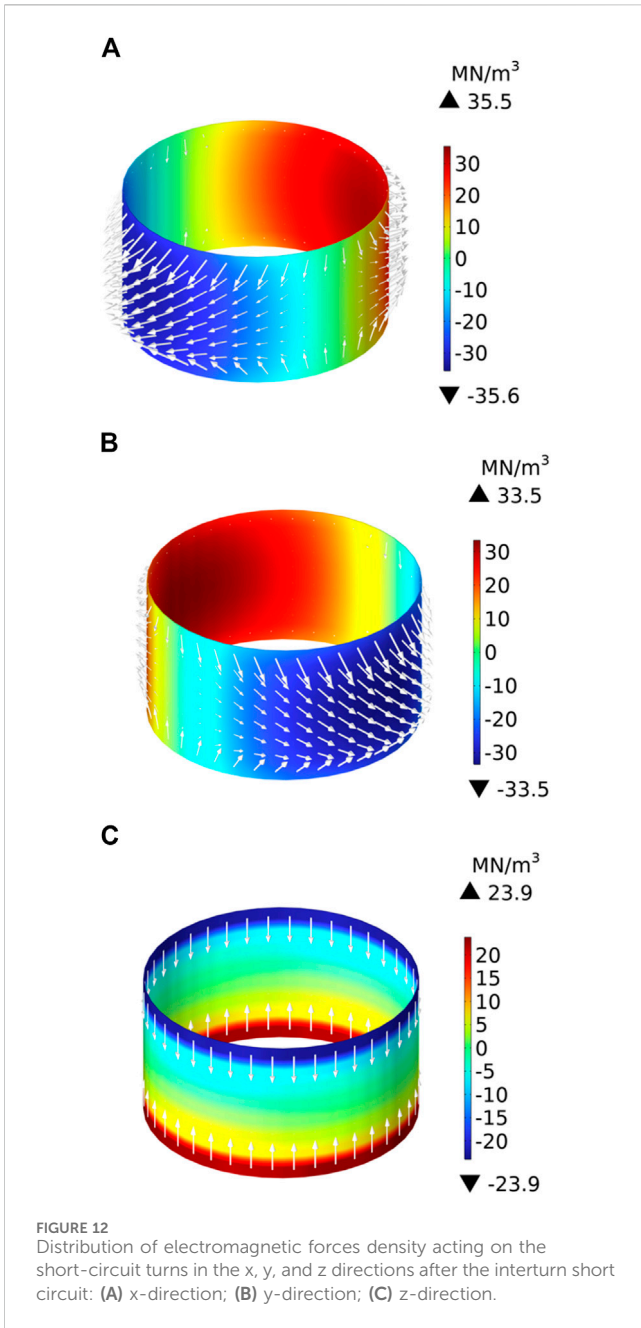 A
MN/m³
▲ 35.5
30
20
10
0
-10
-20
-30
▼ -35.6
B
MN/m³
▲ 33.5
30
20
10
0
-10
-20
-30
▼ -33.5
C
MN/m³
▲ 23.9
20
15
10
5
0
-5
-10
-15
-20
▼ -23.9
FIGURE 12
Distribution of electromagnetic forces density acting on the
short-circuit turns in the x, y, and z directions after the interturn short
circuit: (A) x-direction; (B) y-direction; (C) z-direction.